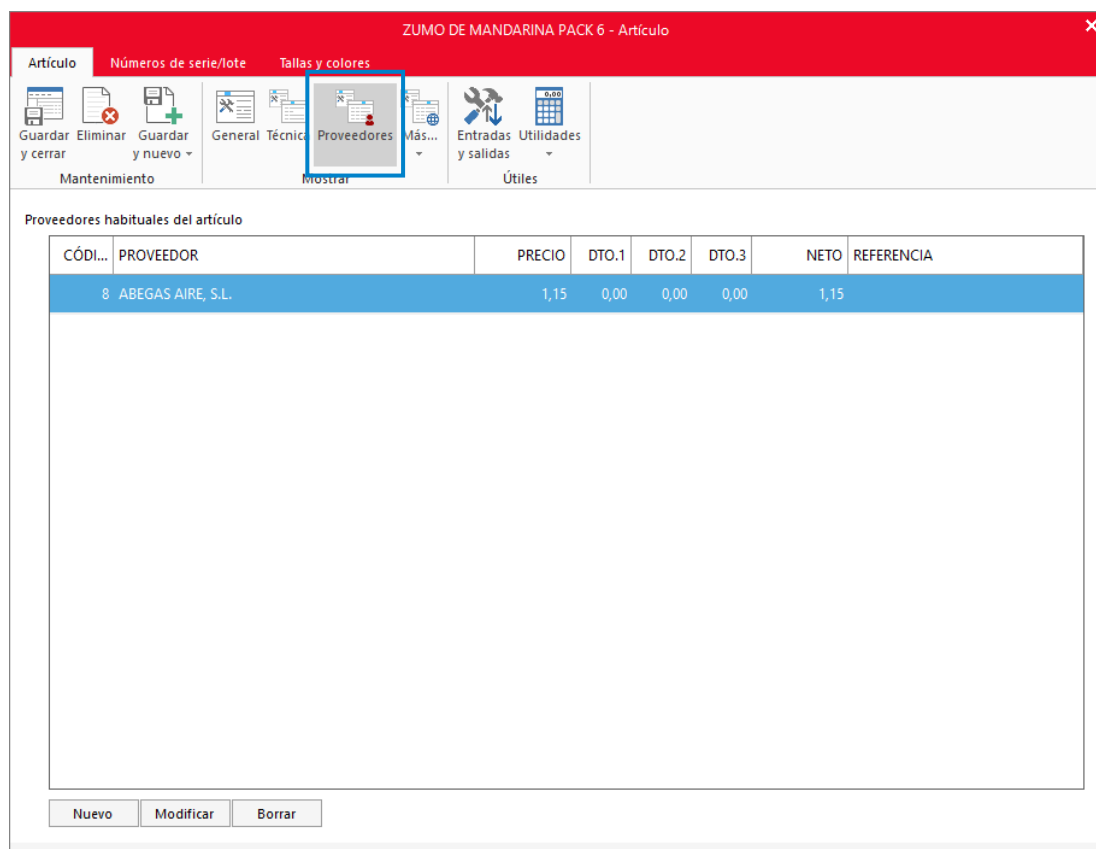 ZUMO DE MANDARINA PACK 6 - Artículo
Artículo Números de serie/lote Tallas y colores
Guardar y cerrar Eliminar Guardar y nuevo General Técnica Proveedores Más... Entradas y salidas Utilidades
0,00
Mantenimiento Mostrar Útiles
Proveedores habituales del artículo
CÓDI... PROVEEDOR PRECIO DTO.1 DTO.2 DTO.3 NETO REFERENCIA
8 ABEGAS AIRE, S.L. 1,15 0,00 0,00 0,00 1,15
Nuevo Modificar Borrar